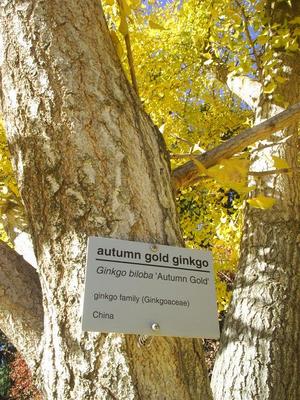 autumn gold ginkgo
Ginkgo biloba 'Autumn Gold'
ginkgo family (Ginkgoaceae)
China